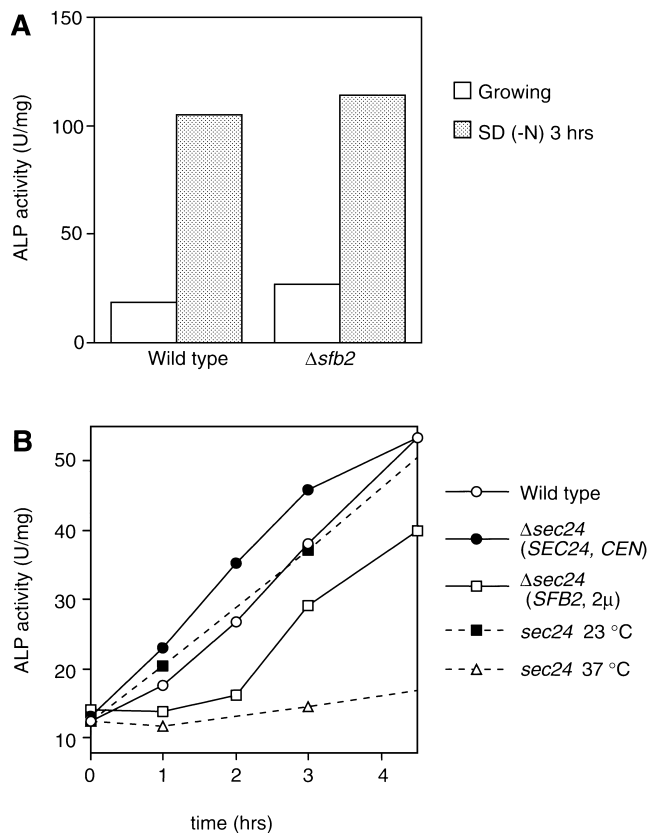 A
ALP activity (U/mg)
150
100
50
0
Wild type
Δsfb2
Growing
SD (-N) 3 hrs
B
ALP activity (U/mg)
50
40
30
20
10
0
1
2
3
4
time (hrs)
Wild type
Δsec24
(SEC24, CEN)
Δsec24
(SFB2, 2μ)
sec24 23 °C
sec24 37 °C